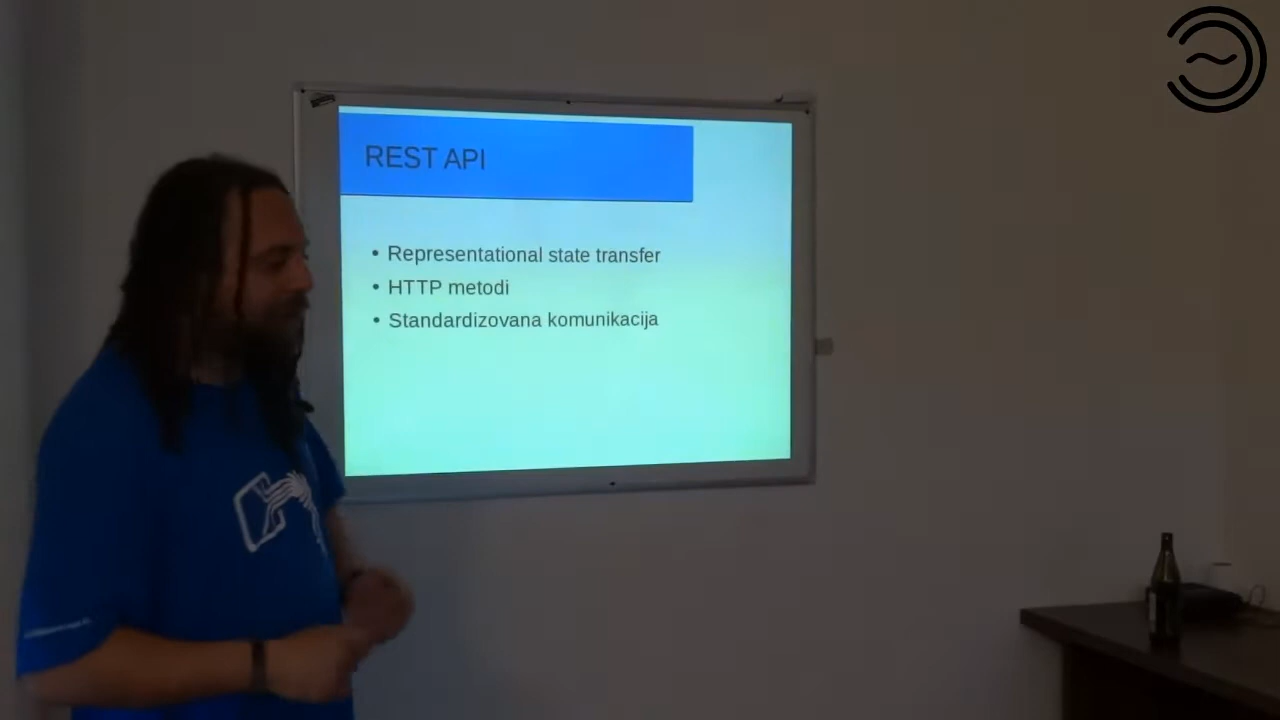 REST API
• Representational state transfer
• HTTP metodi
• Standardizovana komunikacija